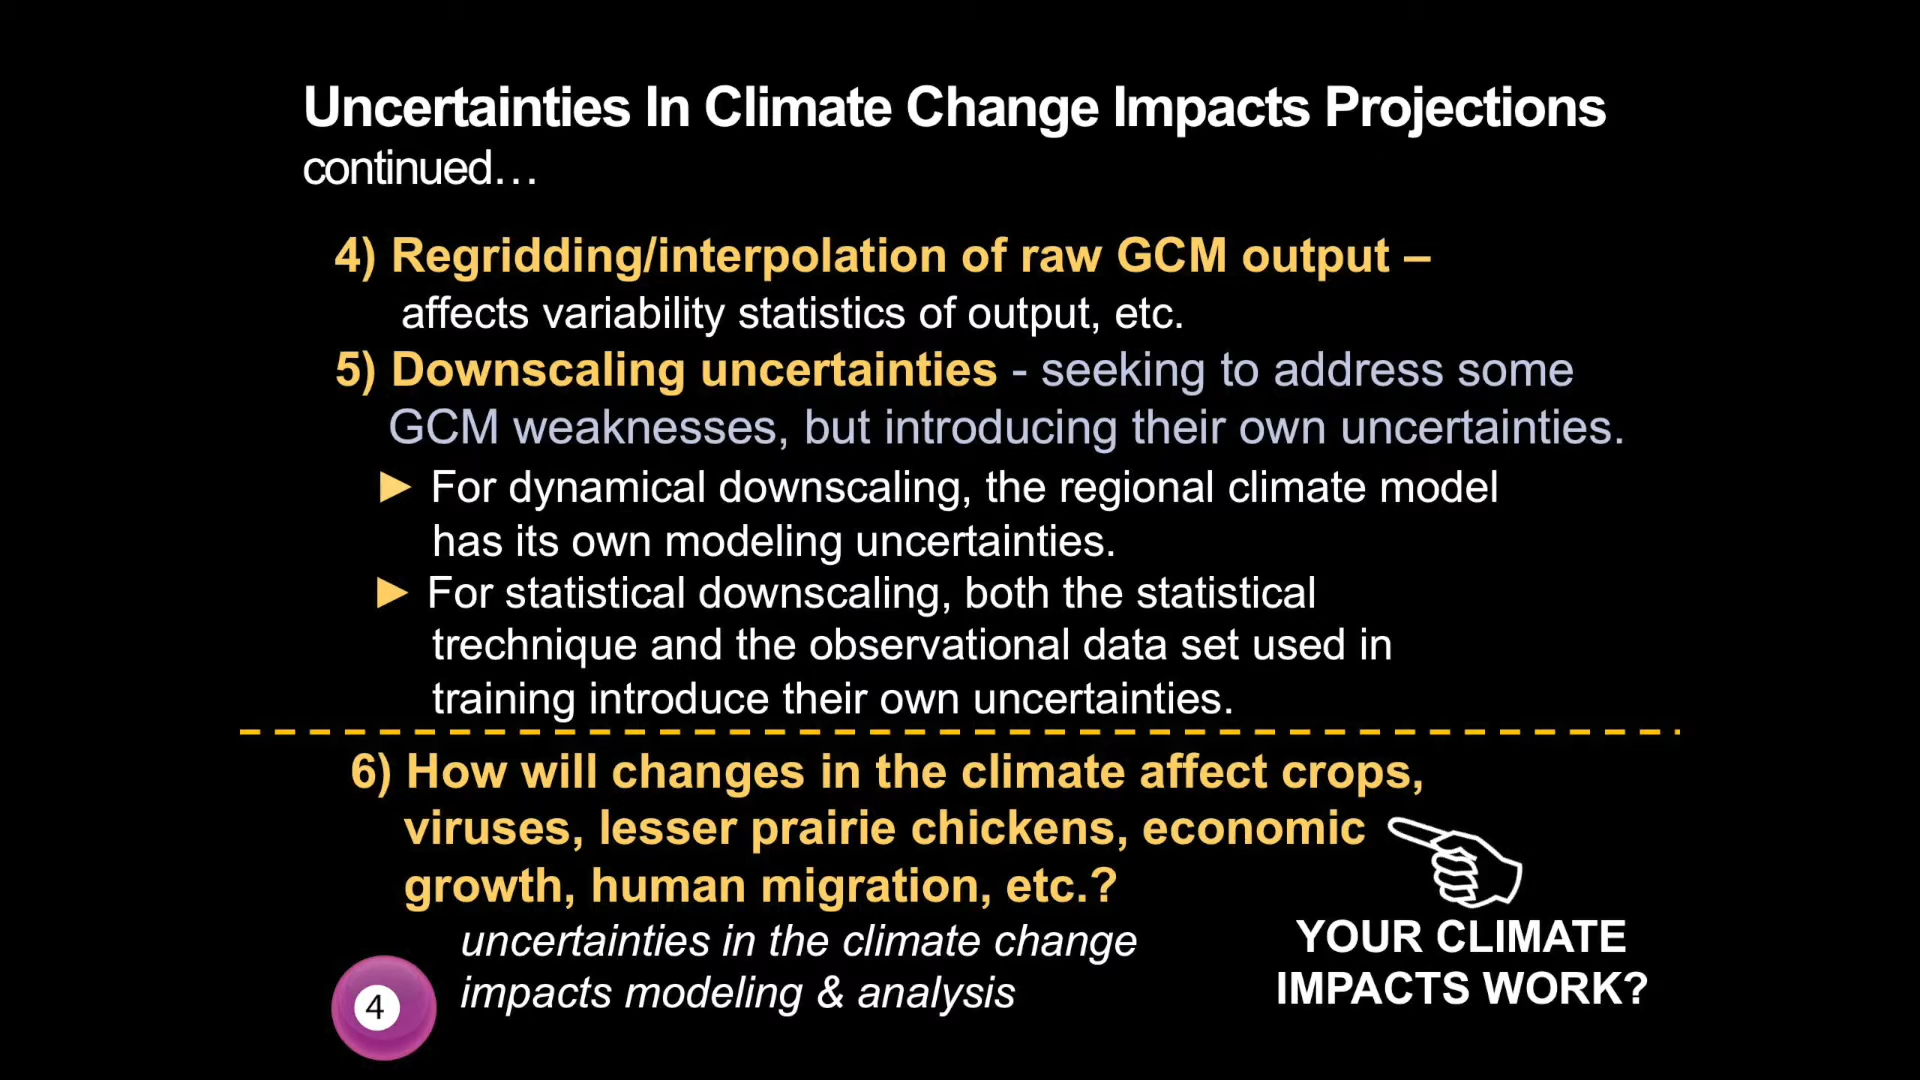 Uncertainties In Climate Change Impacts Projections
continued…
4) Regridding/interpolation of raw GCM output –
affects variability statistics of output, etc.
5) Downscaling uncertainties - seeking to address some
GCM weaknesses, but introducing their own uncertainties.
► For dynamical downscaling, the regional climate model
has its own modeling uncertainties.
► For statistical downscaling, both the statistical
trechnique and the observational data set used in
training introduce their own uncertainties.
6) How will changes in the climate affect crops,
viruses, lesser prairie chickens, economic
growth, human migration, etc.?
uncertainties in the climate change
impacts modeling & analysis
YOUR CLIMATE
IMPACTS WORK?
4